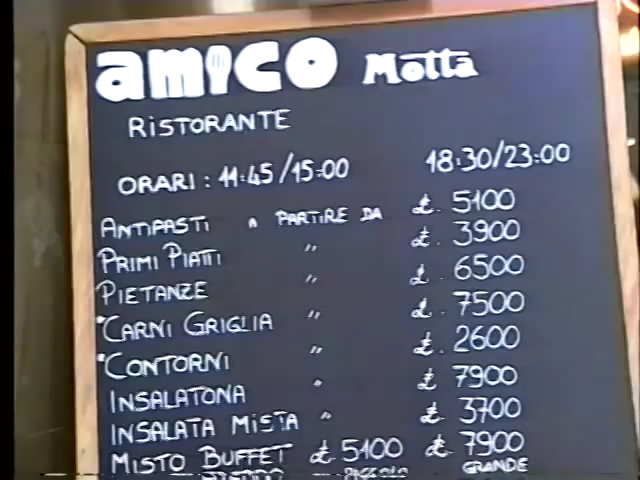 amico Motta
RISTORANTE
ORARI : 11:45/15:00 18:30/23:00
ANTIPASTI A PARTIRE DA £. 5100
PRIMI PIATTI " £. 3900
PIETANZE " £. 6500
*CARNI GRIGLIA " £. 7500
*CONTORNI " £. 2600
INSALATONA " £ 7900
INSALATA MISTA " £. 3700
MISTO BUFFET £. 5100 £. 7900
FREDDO PICCOLO GRANDE